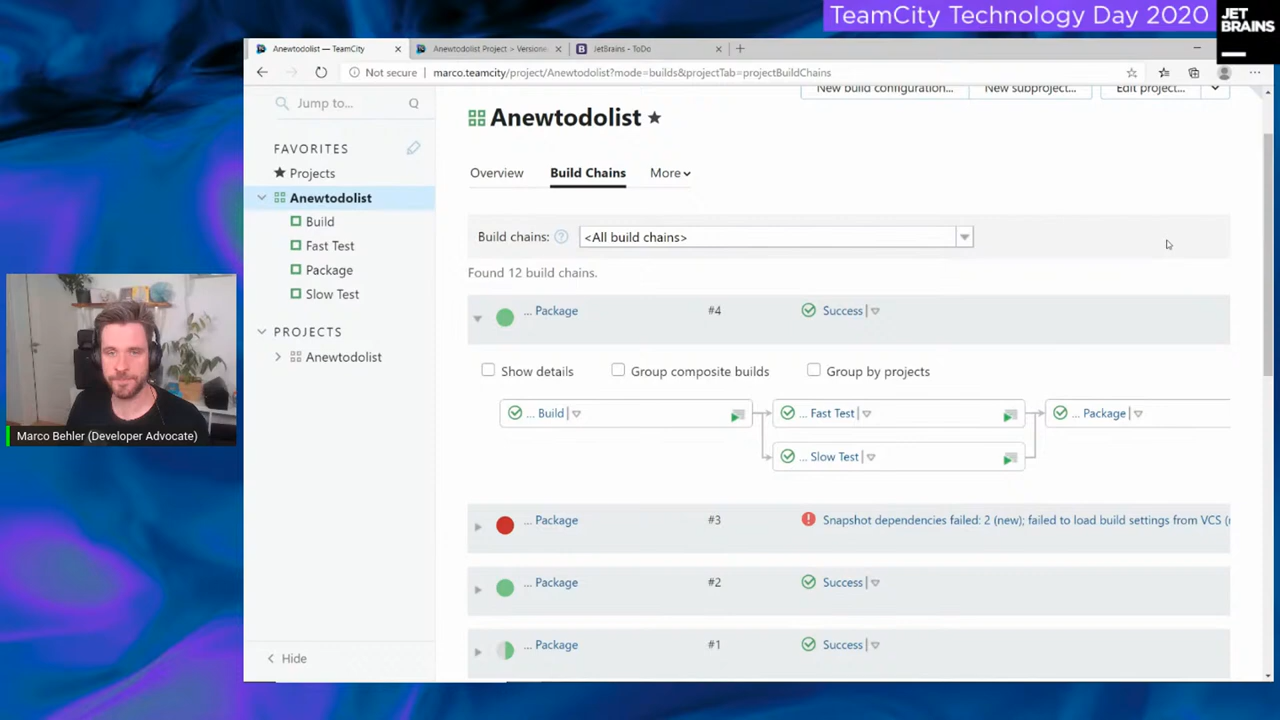 TeamCity Technology Day 2020
JET
BRAINS
Anewtodolist — TeamCity
Anewtodolist Project > Versione
JetBrains - ToDo
Not secure
marco.teamcity/project/Anewtodolist?mode=builds&projectTab=projectBuildChains
Jump to...
New build configuration...
New subproject...
Edit project...
Anewtodolist
FAVORITES
Projects
Overview
Build Chains
More
Anewtodolist
Build
Build chains:
<All build chains>
Fast Test
Package
Found 12 build chains.
Slow Test
... Package
#4
Success
PROJECTS
Anewtodolist
Show details
Group composite builds
Group by projects
... Build
... Fast Test
... Package
Marco Behler (Developer Advocate)
... Slow Test
... Package
#3
Snapshot dependencies failed: 2 (new); failed to load build settings from VCS (
... Package
#2
Success
... Package
#1
Success
Hide